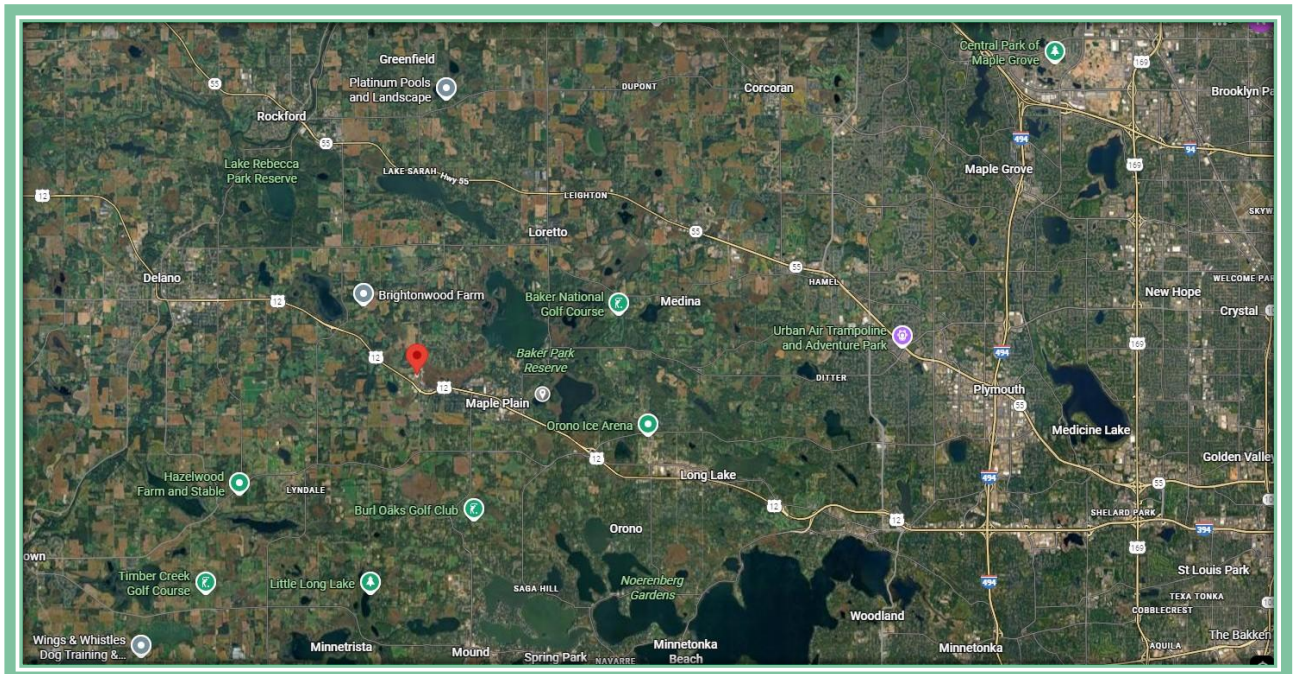 Central Park of
Maple Grove
Greenfield
55
Platinum Pools
and Landscape
DUPONT
Corcoran
169
Brooklyn Pa
Rockford
55
494
94
Lake Rebecca
Park Reserve
LAKE SARAH
Hwy 55
169
Maple Grove
12
LEIGHTON
SKYW
Loretto
55
Delano
55
HAMEL
WELCOME PAR
12
Brightonwood Farm
Baker National
Golf Course
Medina
New Hope
Crystal
Urban Air Trampoline
and Adventure Park
169
494
12
Baker Park
Reserve
DITTER
12
Plymouth
Maple Plain
55
Orono Ice Arena
Medicine Lake
12
Golden Valley
Hazelwood
Farm and Stable
LYNDALE
Long Lake
494
55
Burl Oaks Golf Club
12
12
SHELARD PARK
Orono
394
own
169
St Louis Park
Timber Creek
Golf Course
Little Long Lake
SAGA HILL
Noerenberg
Gardens
494
TEXA TONKA
COBBLECREST
Woodland
Wings & Whistles
Dog Training &...
Minnetrista
Mound
Spring Park
NAVARRE
Minnetonka
Beach
Minnetonka
AQUILA
The Bakken